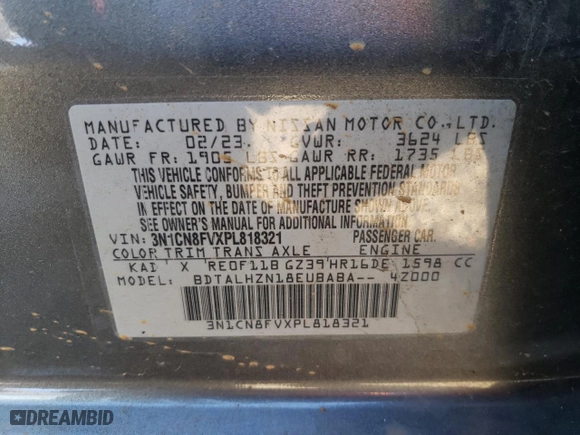 MANUFACTURED BY NISSAN MOTOR CO.,LTD.
DATE: 02/23. GVWR: 3624 LBS
GAWR FR: 1905 LBS GAWR RR: 1735 LBS
THIS VEHICLE CONFORMS TO ALL APPLICABLE FEDERAL MOTOR
VEHICLE SAFETY, BUMPER AND THEFT PREVENTION STANDARDS
IN EFFECT ON THE DATE OF MANUFACTURE SHOWN ABOVE.
SEE OWNER'S MANUAL FOR ADDITIONAL INFORMATION
VIN: 3N1CN8FVXPL818321 PASSENGER CAR.
COLOR TRIM TRANS AXLE ENGINE
KAD X RE0F11B GZ39 HR16DE 1598 CC
MODEL: BDTALHZN18EUBABA-- 4Z000
3N1CN8FVXPL818321
DREAMBID